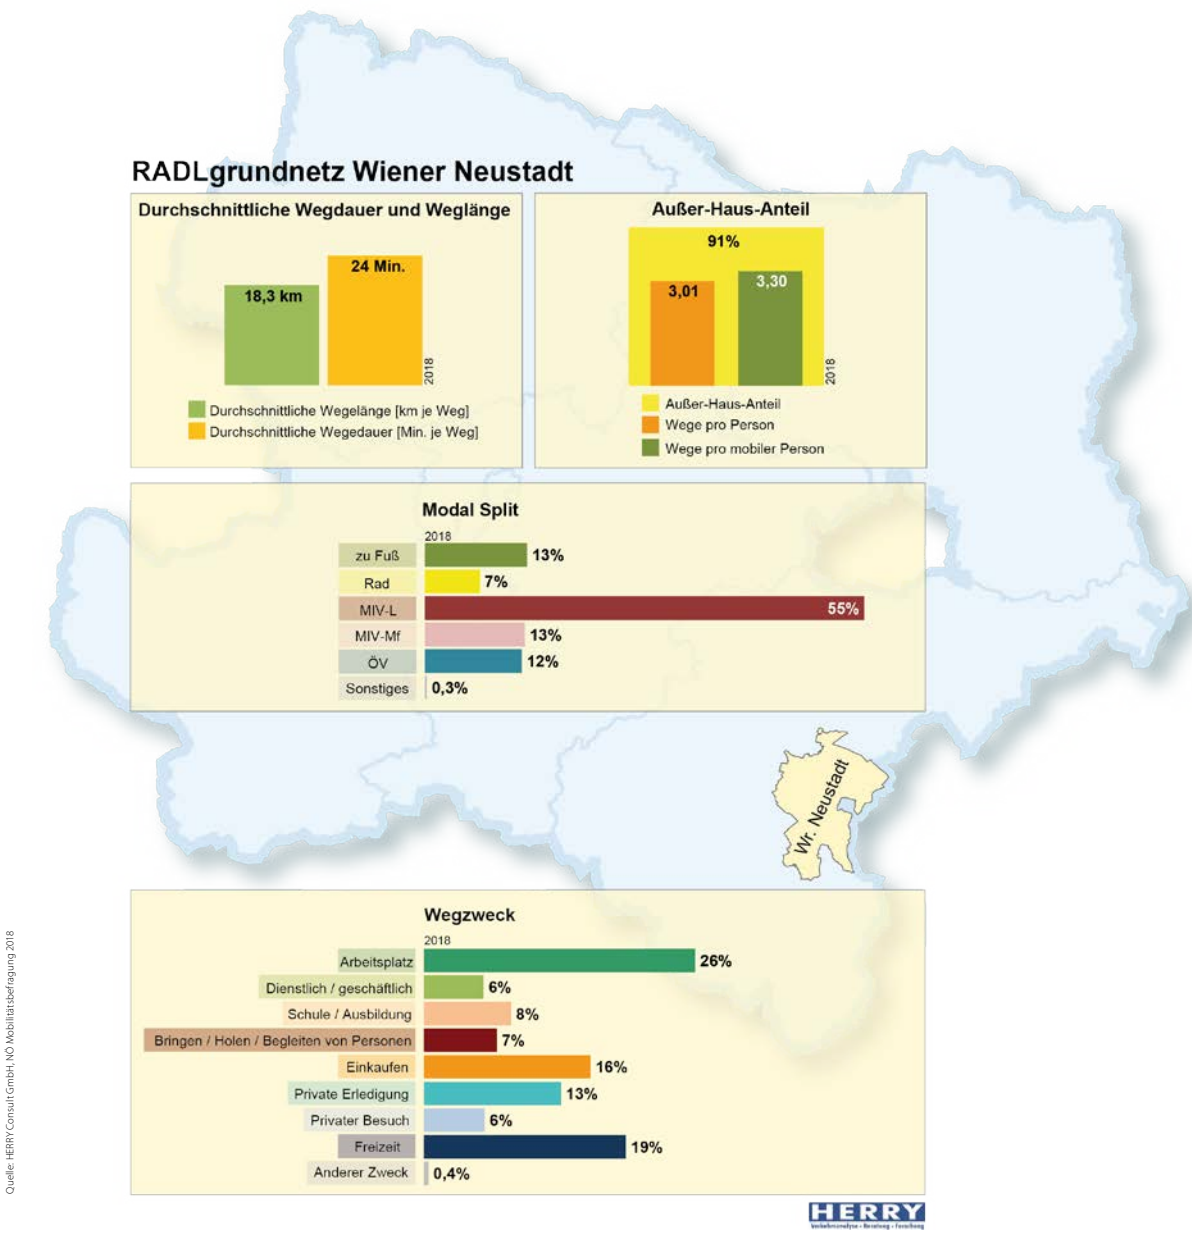 RADLgrundnetz Wiener Neustadt
Durchschnittliche Wegdauer und Weglänge
18,3 km
24 Min.
2018
Durchschnittliche Wegelänge [km je Weg]
Durchschnittliche Wegedauer [Min. je Weg]
Außer-Haus-Anteil
91%
3,01
3,30
2018
Außer-Haus-Anteil
Wege pro Person
Wege pro mobiler Person
Modal Split
2018
zu Fuß 13%
Rad 7%
MIV-L 55%
MIV-Mf 13%
ÖV 12%
Sonstiges 0,3%
Wr. Neustadt
Wegzweck
2018
Arbeitsplatz 26%
Dienstlich / geschäftlich 6%
Schule / Ausbildung 8%
Bringen / Holen / Begleiten von Personen 7%
Einkaufen 16%
Private Erledigung 13%
Privater Besuch 6%
Freizeit 19%
Anderer Zweck 0,4%
HERRY
Verkehrsanalyse • Beratung • Forschung
Quelle: HERRY Consult GmbH, NÖ Mobilitätsbefragung 2018